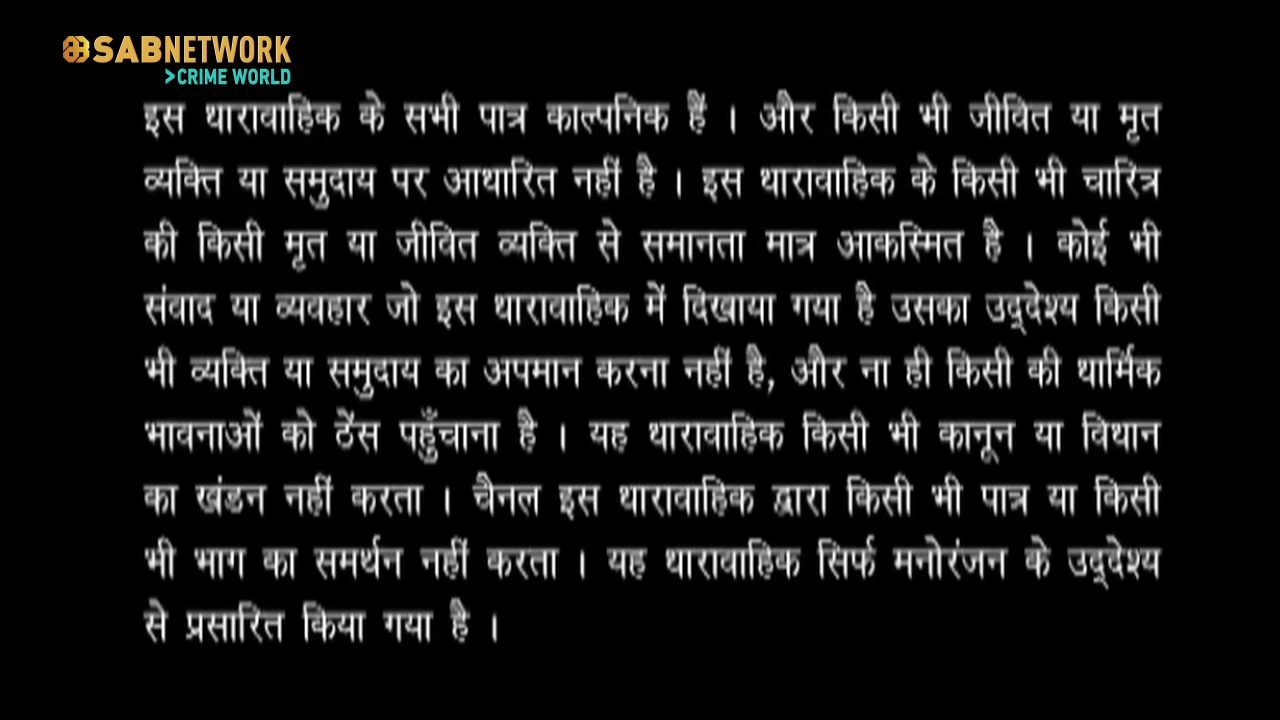 SABNETWORK
>CRIME WORLD
इस धारावाहिक के सभी पात्र काल्पनिक हैं । और किसी भी जीवित या मृत
व्यक्ति या समुदाय पर आधारित नहीं है । इस धारावाहिक के किसी भी चारित्र
की किसी मृत या जीवित व्यक्ति से समानता मात्र आकस्मित है । कोई भी
संवाद या व्यवहार जो इस धारावाहिक में दिखाया गया है उसका उद्देश्य किसी
भी व्यक्ति या समुदाय का अपमान करना नहीं है, और ना ही किसी की धार्मिक
भावनाओं को ठेंस पहुँचाना है । यह धारावाहिक किसी भी कानून या विधान
का खंडन नहीं करता । चैनल इस धारावाहिक द्वारा किसी भी पात्र या किसी
भी भाग का समर्थन नहीं करता । यह धारावाहिक सिर्फ मनोरंजन के उद्देश्य
से प्रसारित किया गया है ।